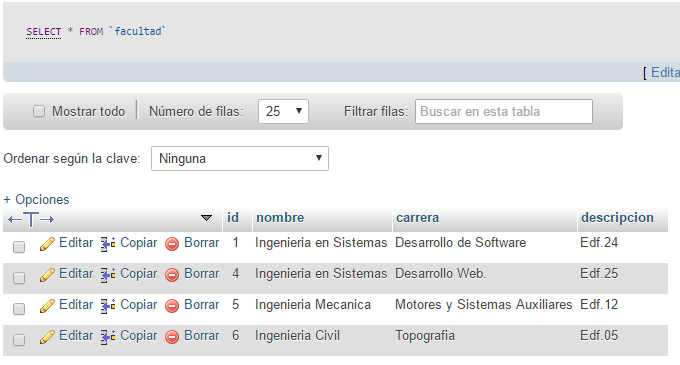 SELECT * FROM `facultad`
[ Edita
Mostrar todo Número de filas: 25 Filtrar filas: Buscar en esta tabla
Ordenar según la clave: Ninguna
+ Opciones
←T→ id nombre carrera descripcion
Editar Copiar Borrar 1 Ingenieria en Sistemas Desarrollo de Software Edf.24
Editar Copiar Borrar 4 Ingenieria en Sistemas Desarrollo Web. Edf.25
Editar Copiar Borrar 5 Ingenieria Mecanica Motores y Sistemas Auxiliares Edf.12
Editar Copiar Borrar 6 Ingenieria Civil Topografia Edf.05